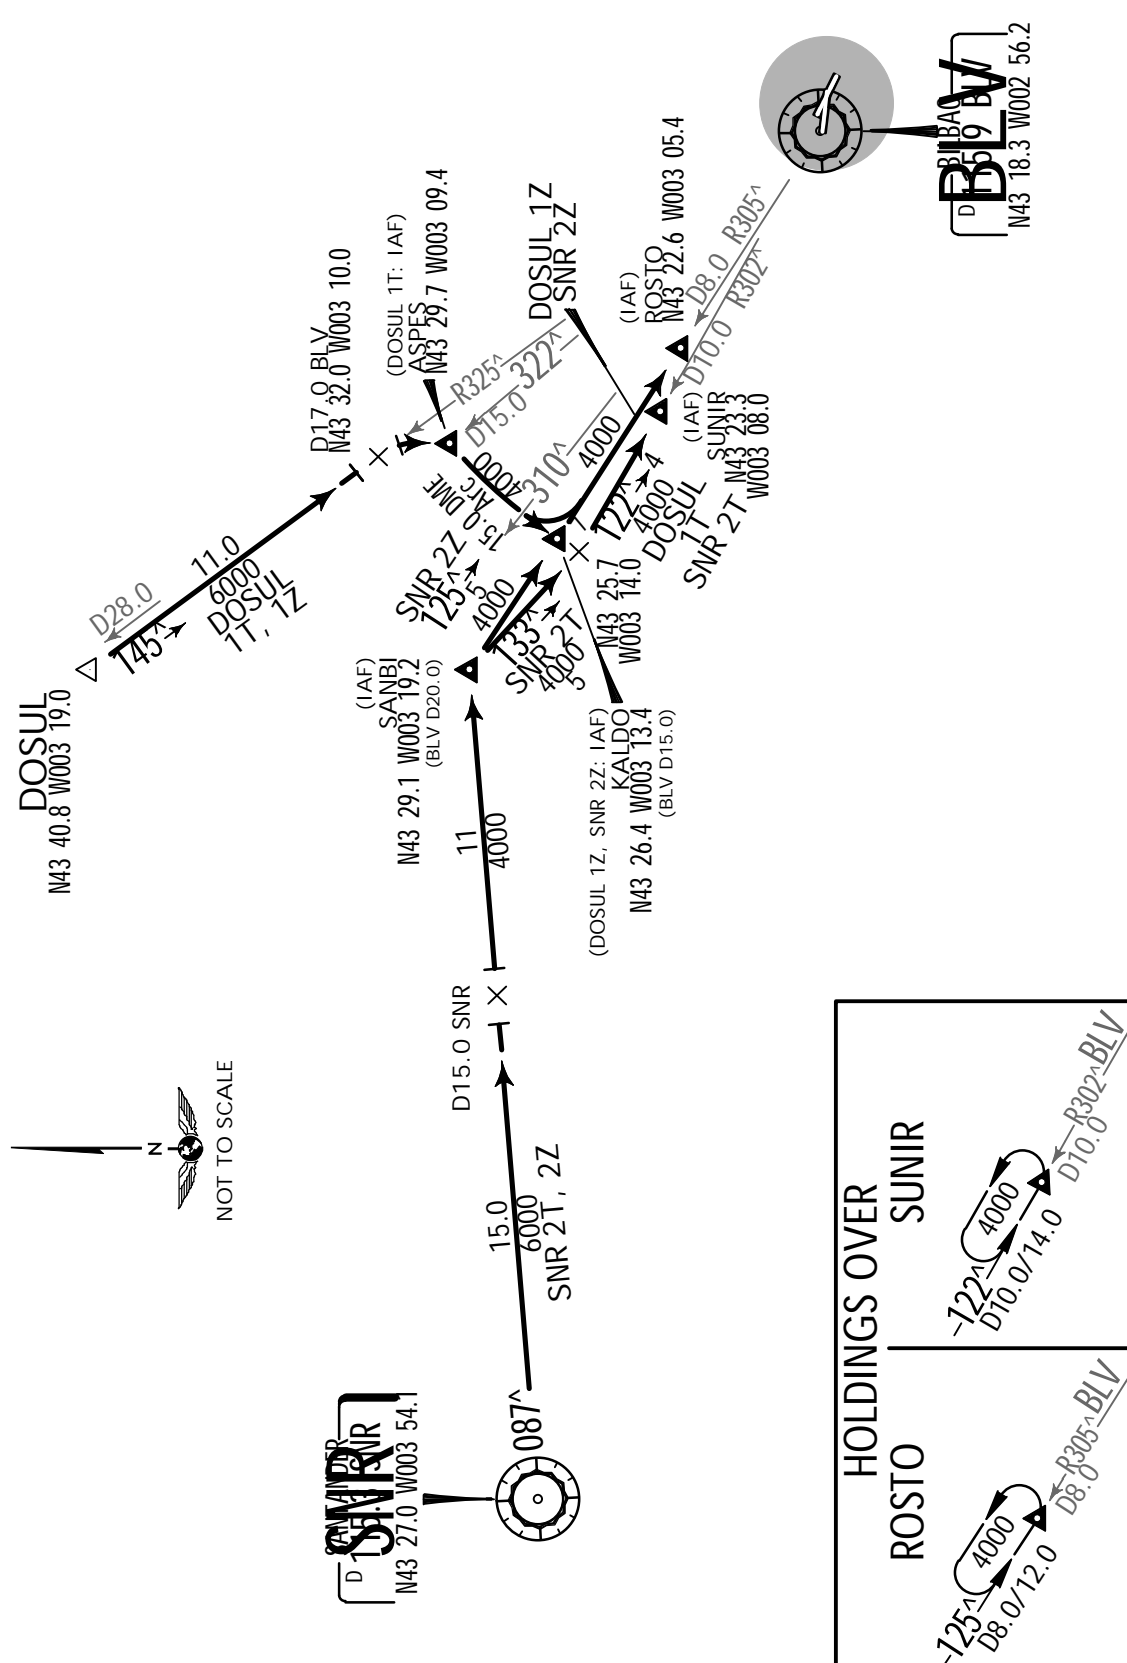 DOSUL
N43 40.8 W003 19.0
D28.0
145^
11.0
6000
DOSUL
1T, 1Z
D17.0 BLV
N43 32.0 W003 10.0
(DOSUL 1T: IAF)
ASPES
N43 29.7 W003 09.4
R325^
D15.0
322^
4000
15.0 DME
Arc
310^
DOSUL 1Z
SNR 2Z
4000
(IAF)
ROSTO
N43 22.6 W003 05.4
D8.0 R305^
D10.0 R302^
(IAF)
SUNIR
N43 23.3
W003 08.0
122^
4
4000
DOSUL
1T
SNR 2T
N43 25.7
W003 14.0
SNR 2Z
125^
5
4000
133^
SNR 2T
4000
5
(IAF)
SANBI
N43 29.1 W003 19.2
(BLV D20.0)
(DOSUL 1Z, SNR 2Z: IAF)
KALDO
N43 26.4 W003 13.4
(BLV D15.0)
11
4000
D15.0 SNR
15.0
6000
SNR 2T, 2Z
087^
SANTANDER
D 115.3 SNR
SNR
N43 27.0 W003 54.1
BILBAO
D 115.9 BLV
BLV
N43 18.3 W002 56.2
N
NOT TO SCALE
HOLDINGS OVER
ROSTO
4000
125^
D8.0/12.0
R305^ BLV
D8.0
SUNIR
4000
122^
D10.0/14.0
R302^ BLV
D10.0